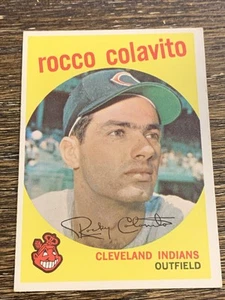 rocco colavito
Rocky Colavito
CLEVELAND INDIANS
OUTFIELD